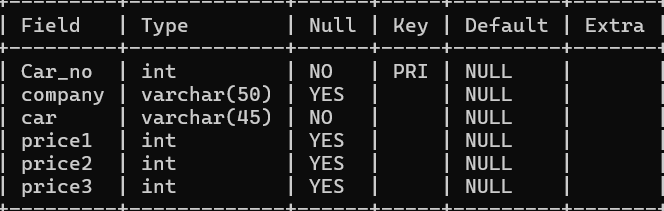 | Field | Type | Null | Key | Default | Extra |
| Car_no | int | NO | PRI | NULL | |
| company | varchar(50) | YES | | NULL | |
| car | varchar(45) | NO | | NULL | |
| price1 | int | YES | | NULL | |
| price2 | int | YES | | NULL | |
| price3 | int | YES | | NULL | |